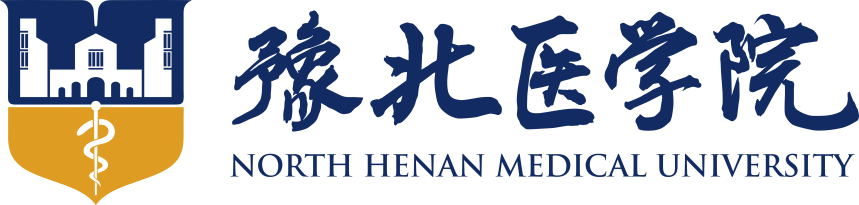 豫北医学院
NORTH HENAN MEDICAL UNIVERSITY